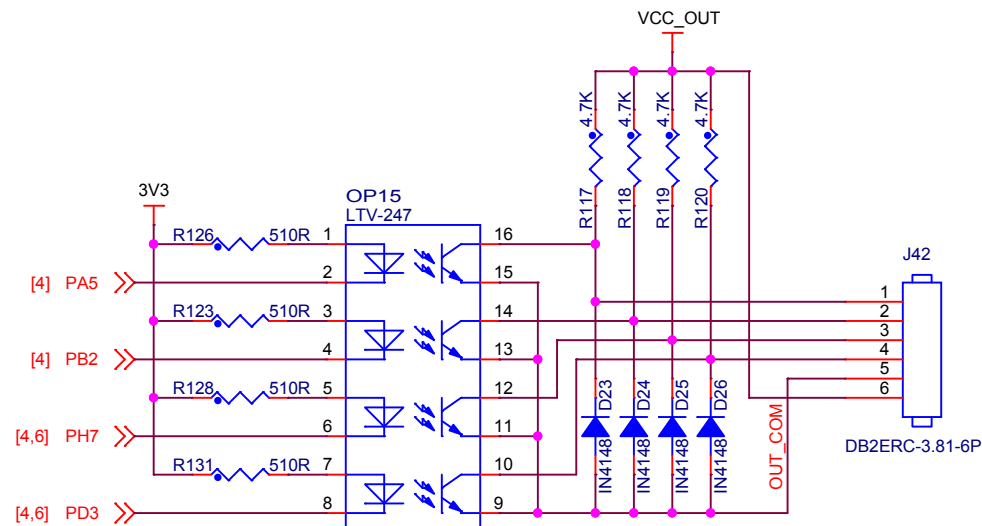 VCC_OUT
4.7K
4.7K
4.7K
4.7K
R117
R118
R119
R120
3V3
OP15
LTV-247
R126 510R 1
16
[4] PA5 2
15
R123 510R 3
14
[4] PB2 4
13
R128 510R 5
12
[4,6] PH7 6
11
R131 510R 7
10
[4,6] PD3 8
9
D23
IN4148
D24
IN4148
D25
IN4148
D26
IN4148
OUT_COM
J42
1
2
3
4
5
6
DB2ERC-3.81-6P